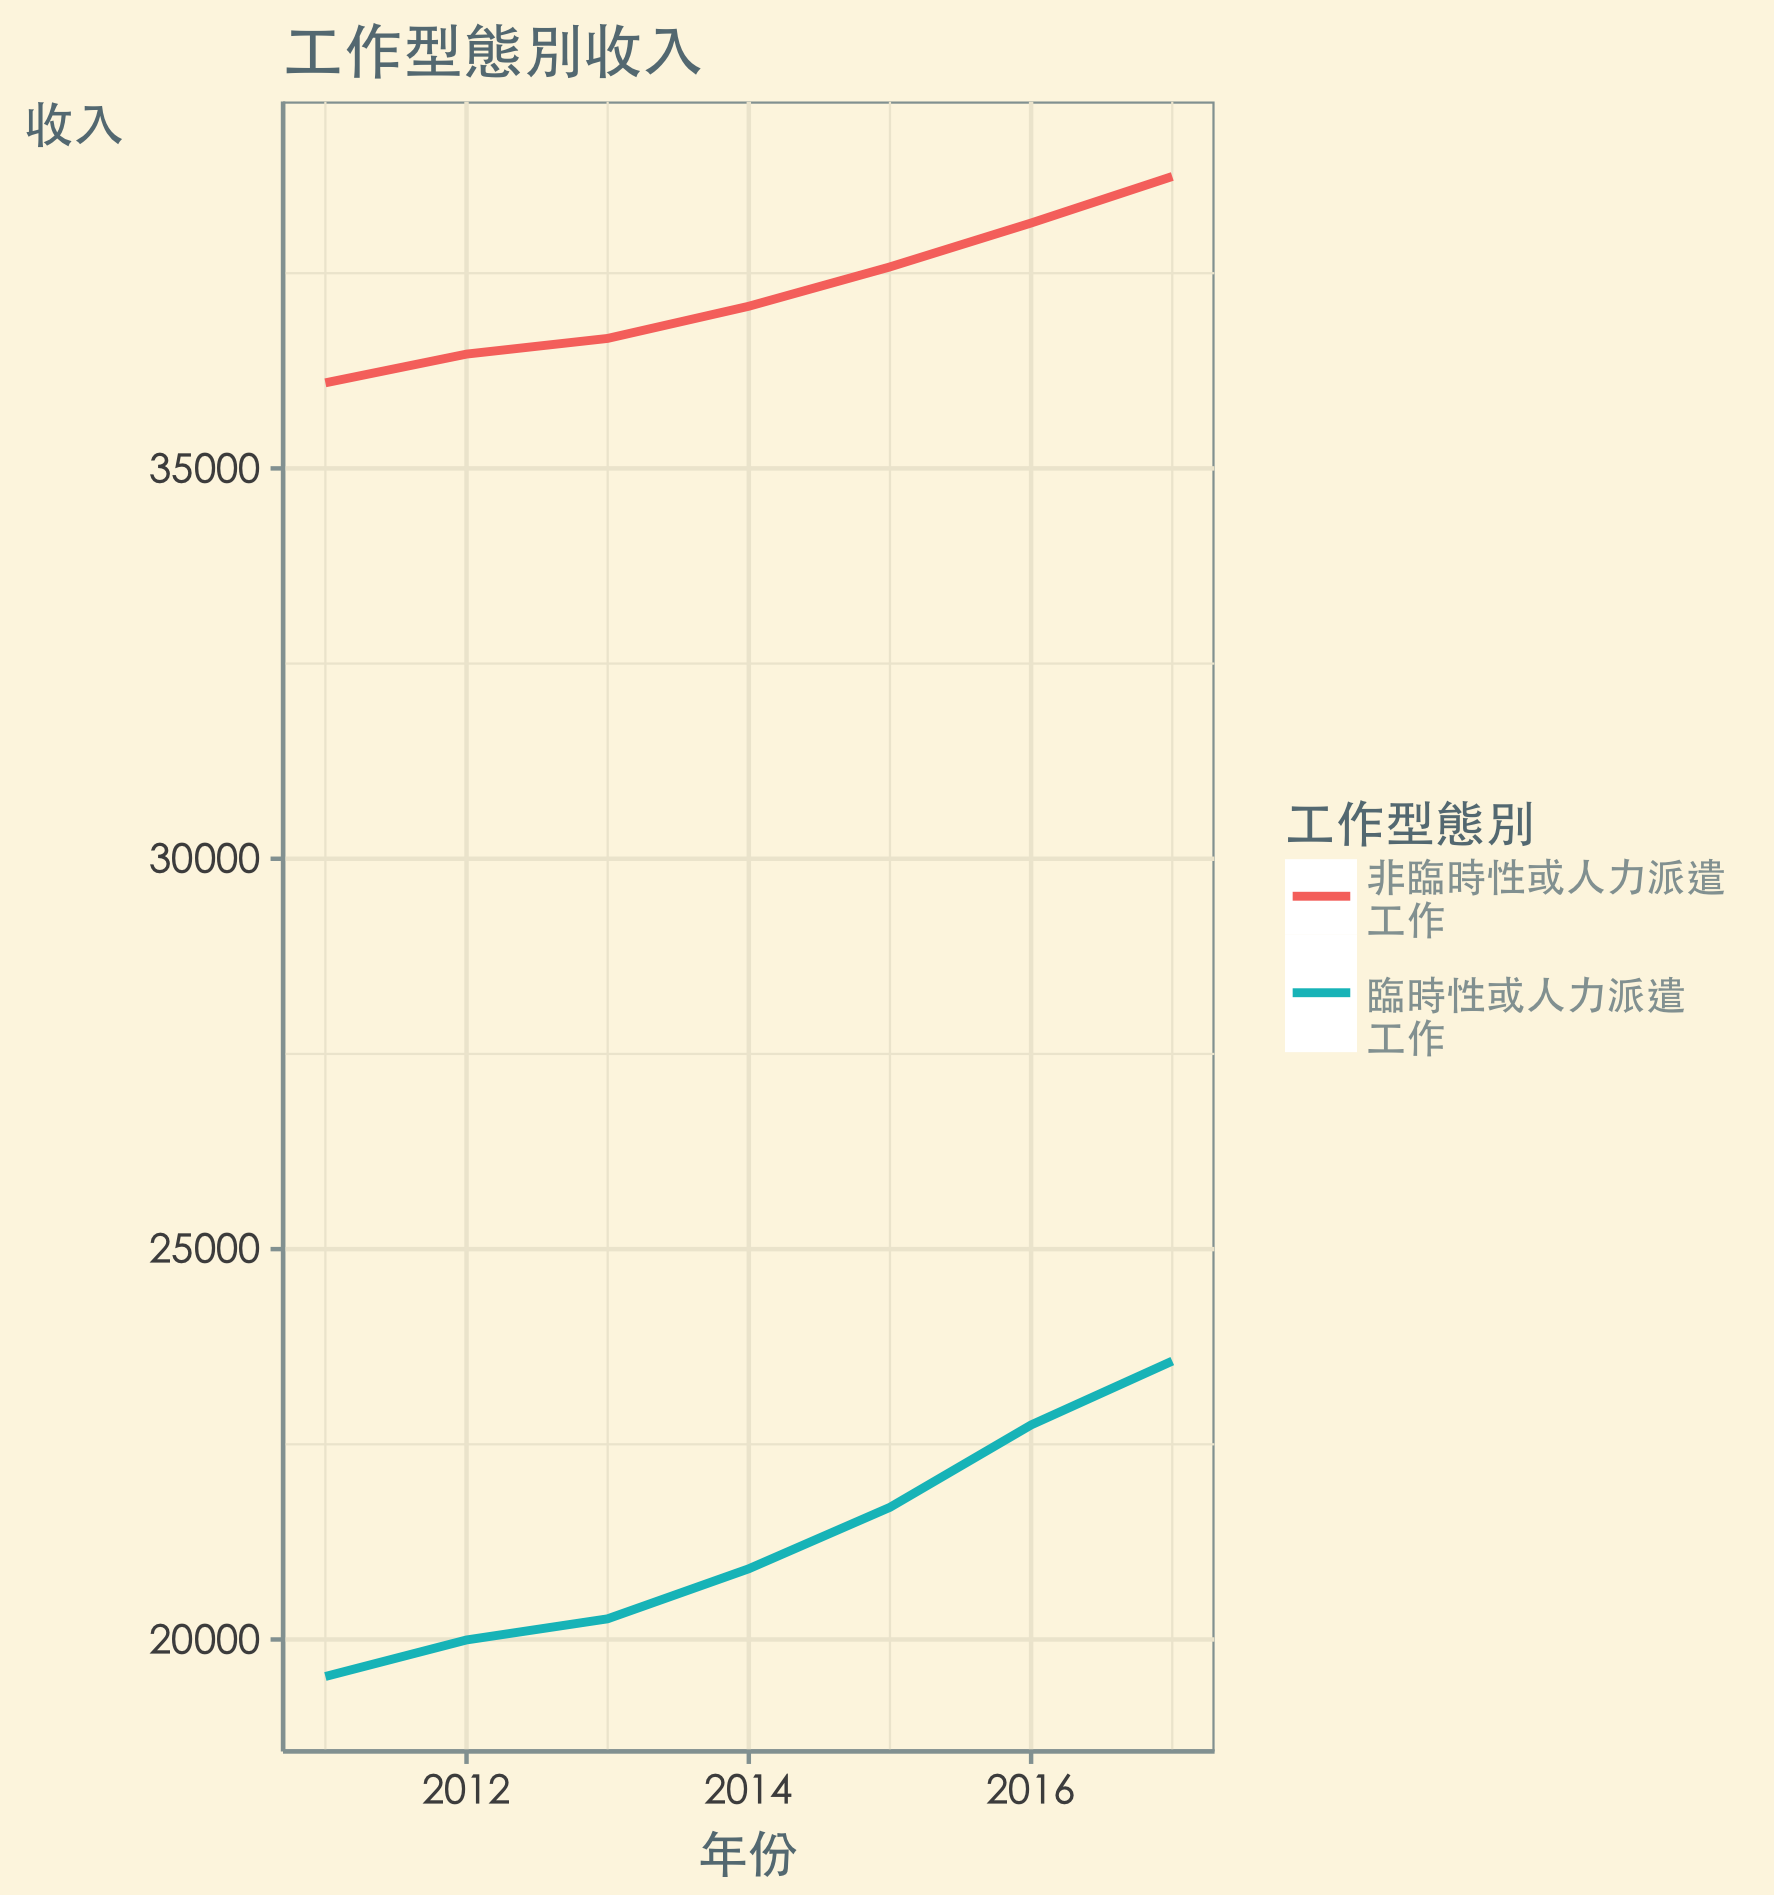 工作型態別收入
收入
35000
30000
25000
20000
2012
2014
2016
年份
工作型態別
非臨時性或人力派遣
工作
臨時性或人力派遣
工作